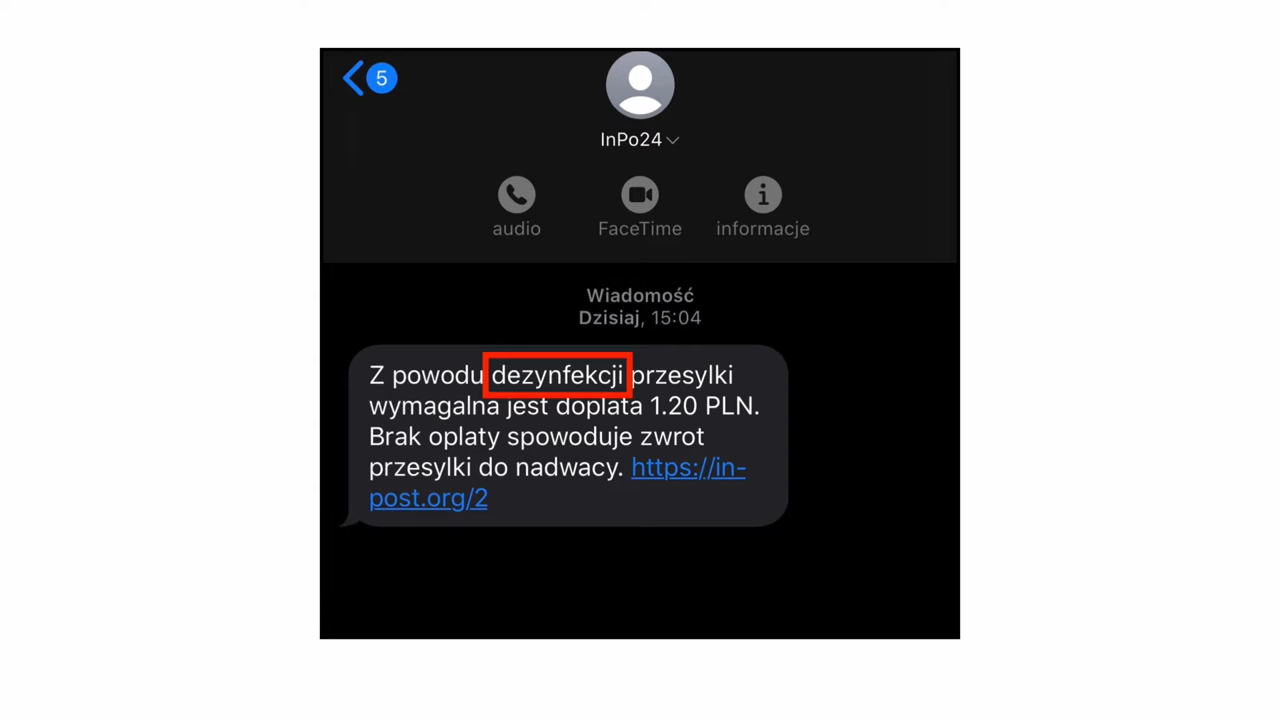 5
InPo24
audio
FaceTime
informacje
Wiadomość
Dzisiaj, 15:04
Z powodu dezynfekcji przesylki
wymagalna jest doplata 1.20 PLN.
Brak oplaty spowoduje zwrot
przesylki do nadwacy. https://in-
post.org/2